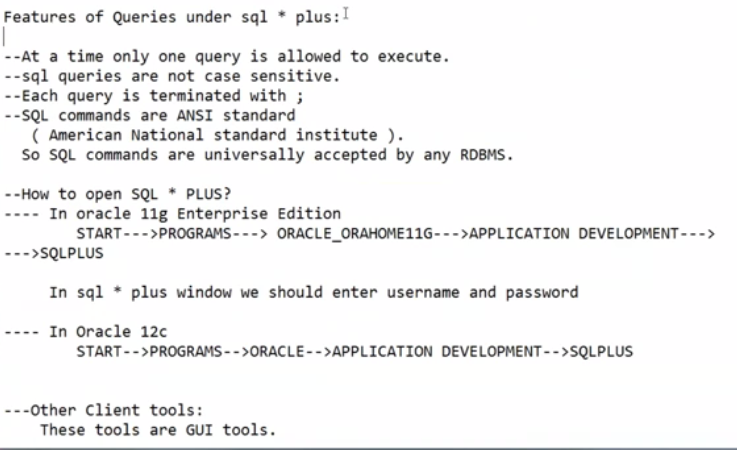 Features of Queries under sql * plus:
--At a time only one query is allowed to execute.
--sql queries are not case sensitive.
--Each query is terminated with ;
--SQL commands are ANSI standard
( American National standard institute ).
So SQL commands are universally accepted by any RDBMS.
--How to open SQL * PLUS?
---- In oracle 11g Enterprise Edition
START--->PROGRAMS---> ORACLE_ORAHOME11G--->APPLICATION DEVELOPMENT--->
--->SQLPLUS
In sql * plus window we should enter username and password
---- In Oracle 12c
START-->PROGRAMS-->ORACLE-->APPLICATION DEVELOPMENT-->SQLPLUS
---Other Client tools:
These tools are GUI tools.